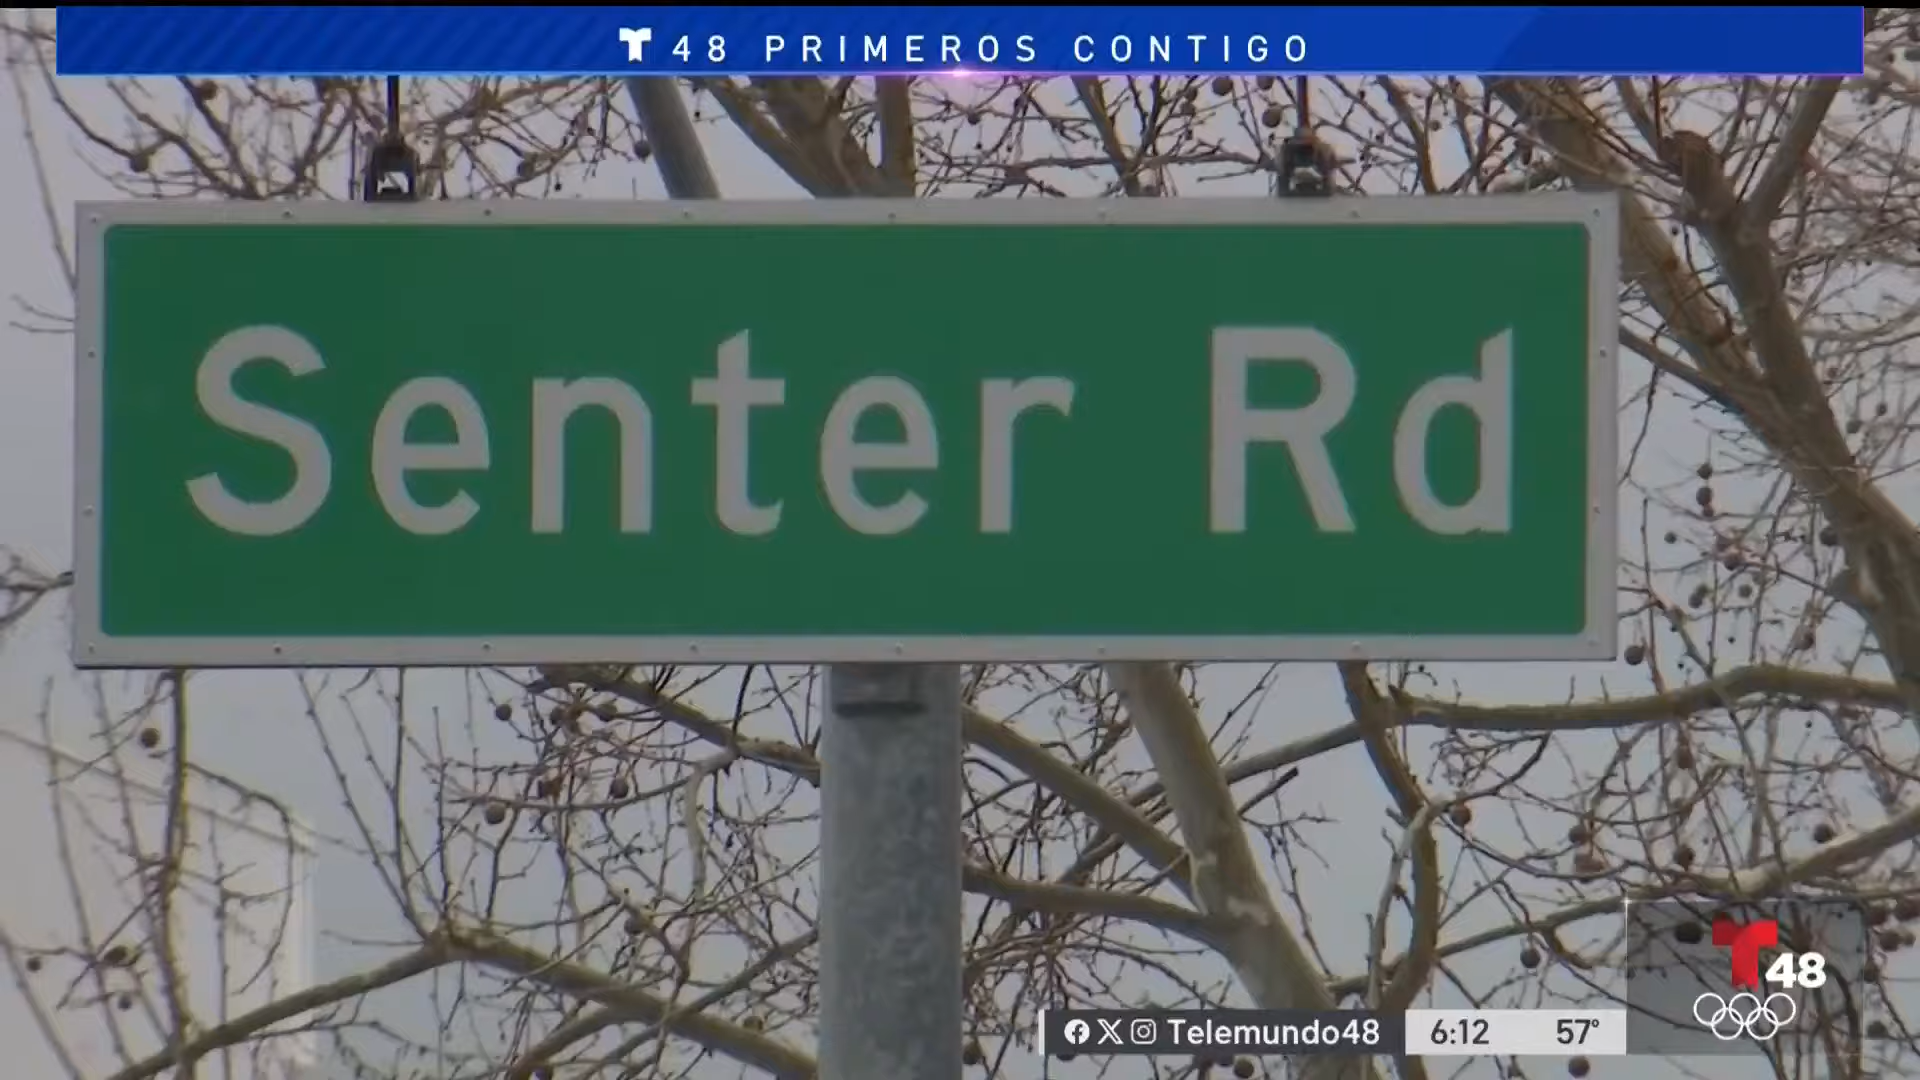 48 PRIMEROS CONTIGO
Senter Rd
48
Telemundo48 6:12 57°